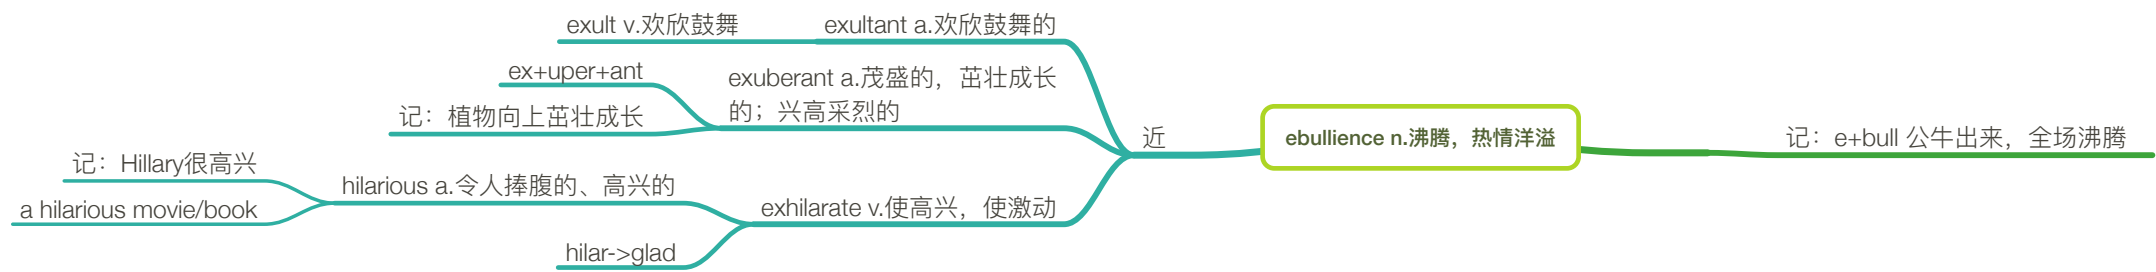 exult v.欢欣鼓舞
exultant a.欢欣鼓舞的
ex+uper+ant
记：植物向上茁壮成长
exuberant a.茂盛的，茁壮成长
的；兴高采烈的
记：Hillary很高兴
a hilarious movie/book
hilarious a.令人捧腹的、高兴的
hilar->glad
exhilarate v.使高兴，使激动
近
ebullience n.沸腾，热情洋溢
记：e+bull 公牛出来，全场沸腾